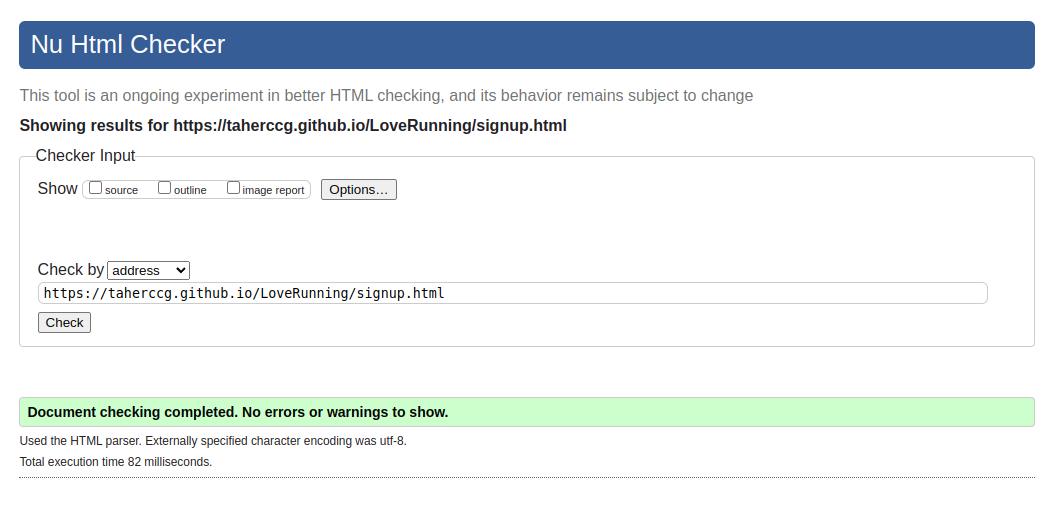 Nu Html Checker
This tool is an ongoing experiment in better HTML checking, and its behavior remains subject to change
Showing results for https://taherccg.github.io/LoveRunning/signup.html
Checker Input
Show source outline image report Options...
Check by address
https://taherccg.github.io/LoveRunning/signup.html
Check
Document checking completed. No errors or warnings to show.
Used the HTML parser. Externally specified character encoding was utf-8.
Total execution time 82 milliseconds.